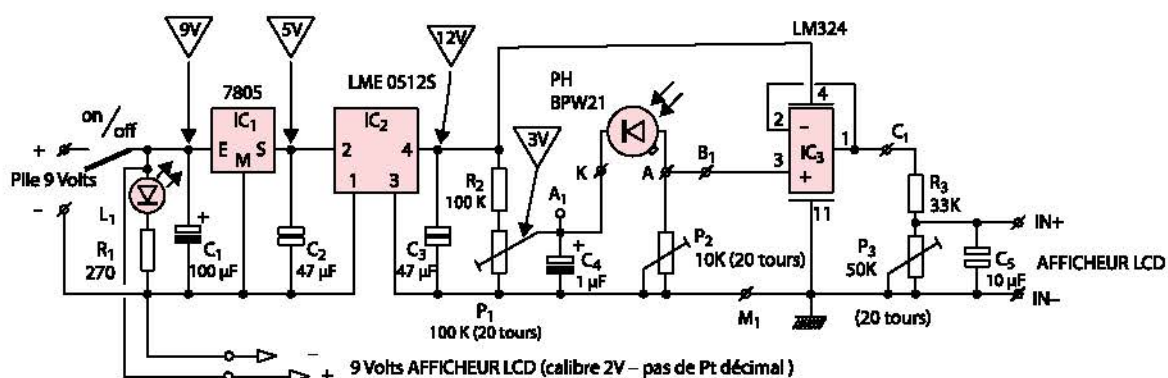 9V
5V
12V
LM324
LME 0512S
PH
BPW21
7805
on/
off
IC1
E
S
M
IC2
2
4
1
3
3V
K
A
B1
2
4
−
1
C1
IC3
3
+
11
+
Pile 9 Volts
−
L1
R1
270
+
C1
100 µF
C2
47 µF
C3
47 µF
R2
100 K
A1
+
C4
1 µF
P1
100 K (20 tours)
P2
10K (20 tours)
M1
R3
33K
P3
50K
(20 tours)
C5
10 µF
IN+
AFFICHEUR LCD
IN−
−
+ 9 Volts AFFICHEUR LCD (calibre 2V – pas de Pt décimal )